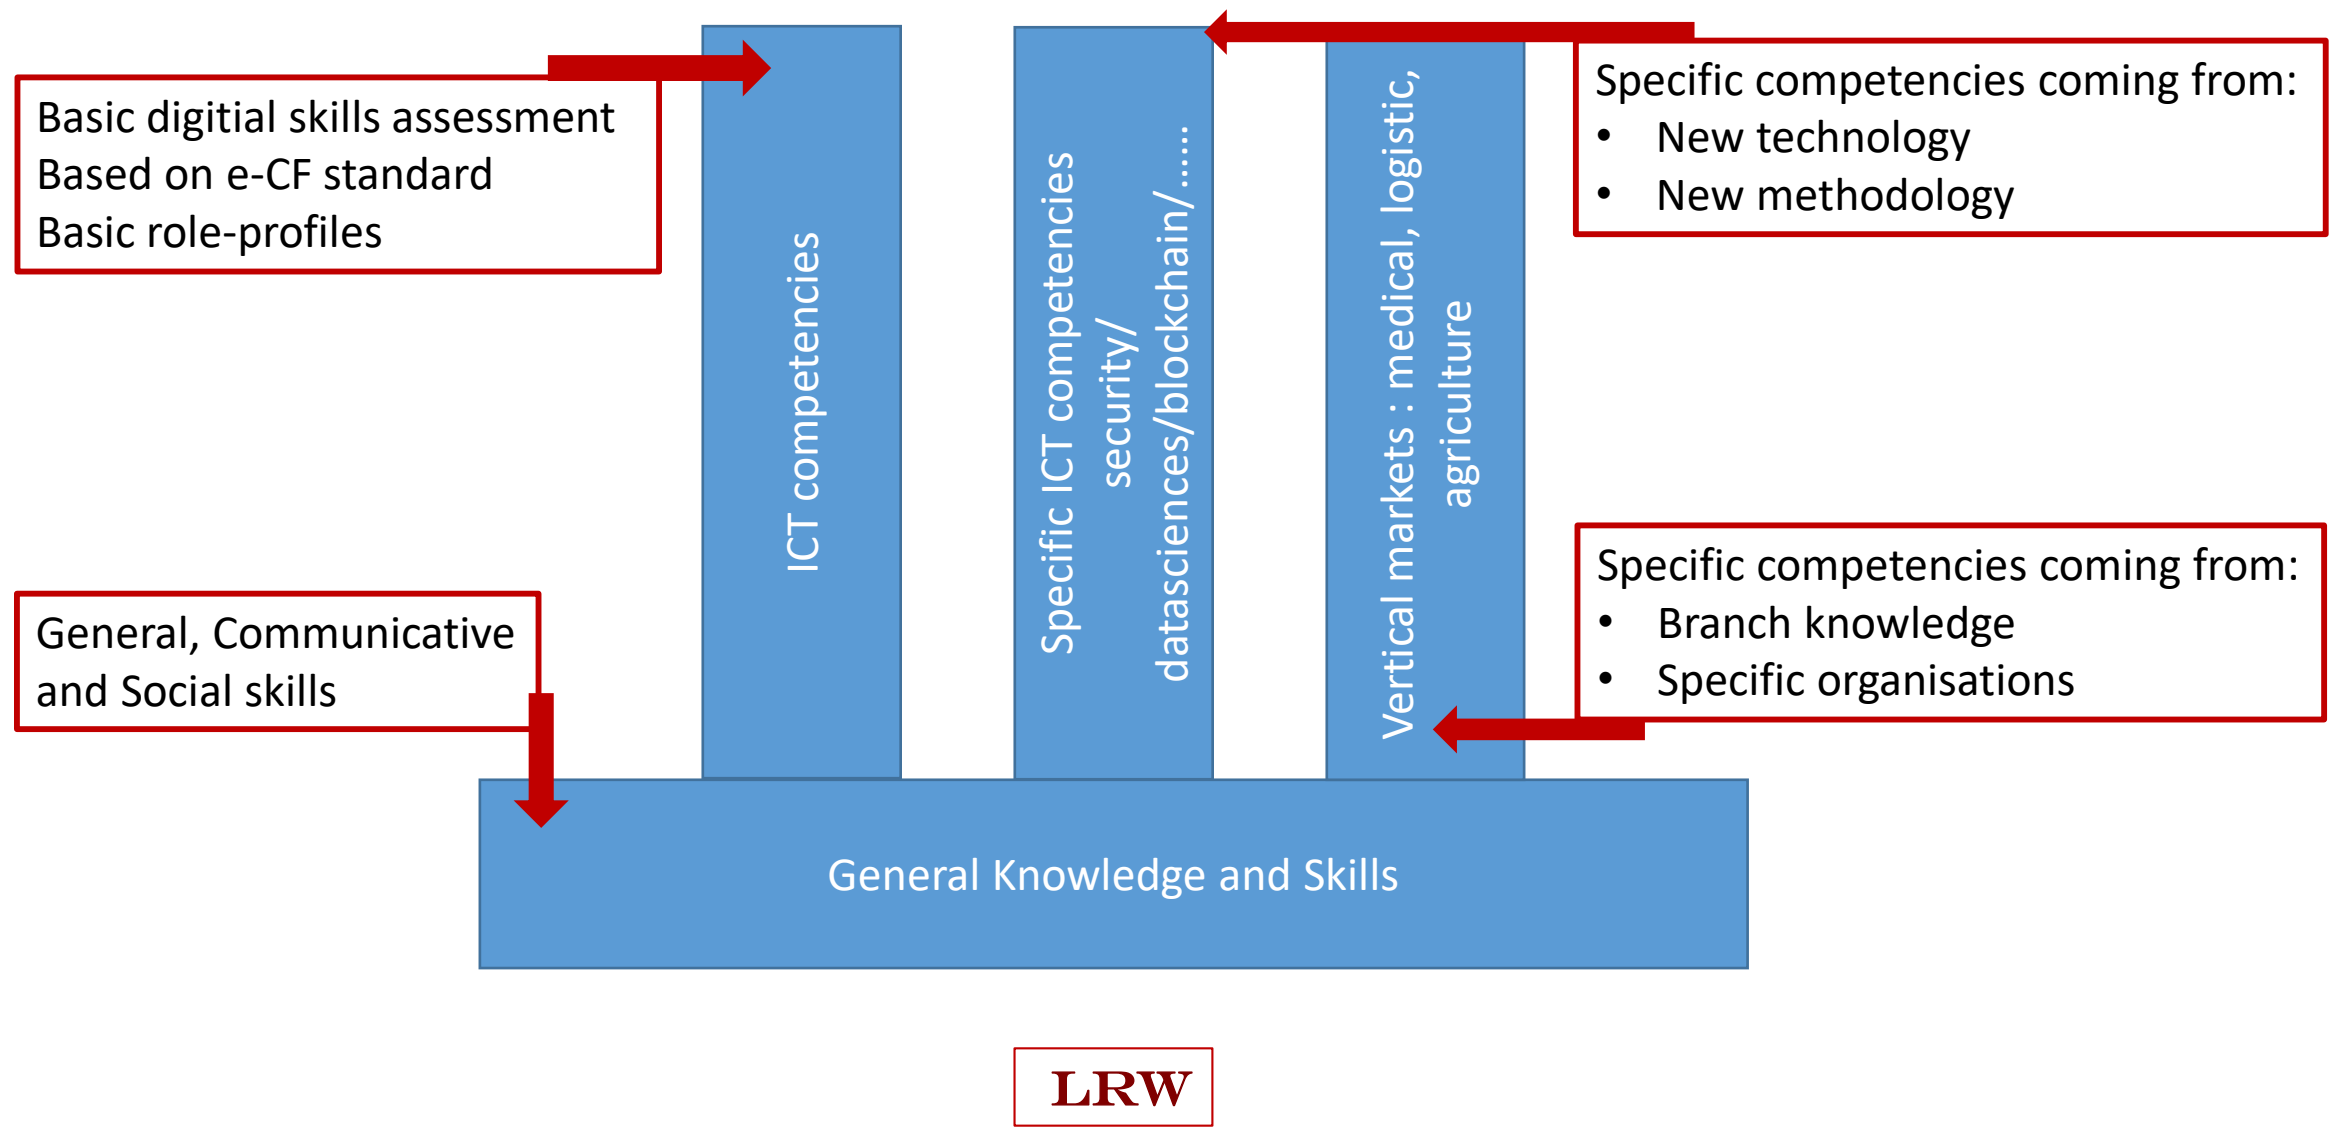 Basic digitial skills assessment
Based on e-CF standard
Basic role-profiles
General, Communicative
and Social skills
ICT competencies
Specific ICT competencies
security/
datasciences/blockchain/......
Vertical markets : medical, logistic,
agriculture
Specific competencies coming from:
• New technology
• New methodology
Specific competencies coming from:
• Branch knowledge
• Specific organisations
General Knowledge and Skills
LRW